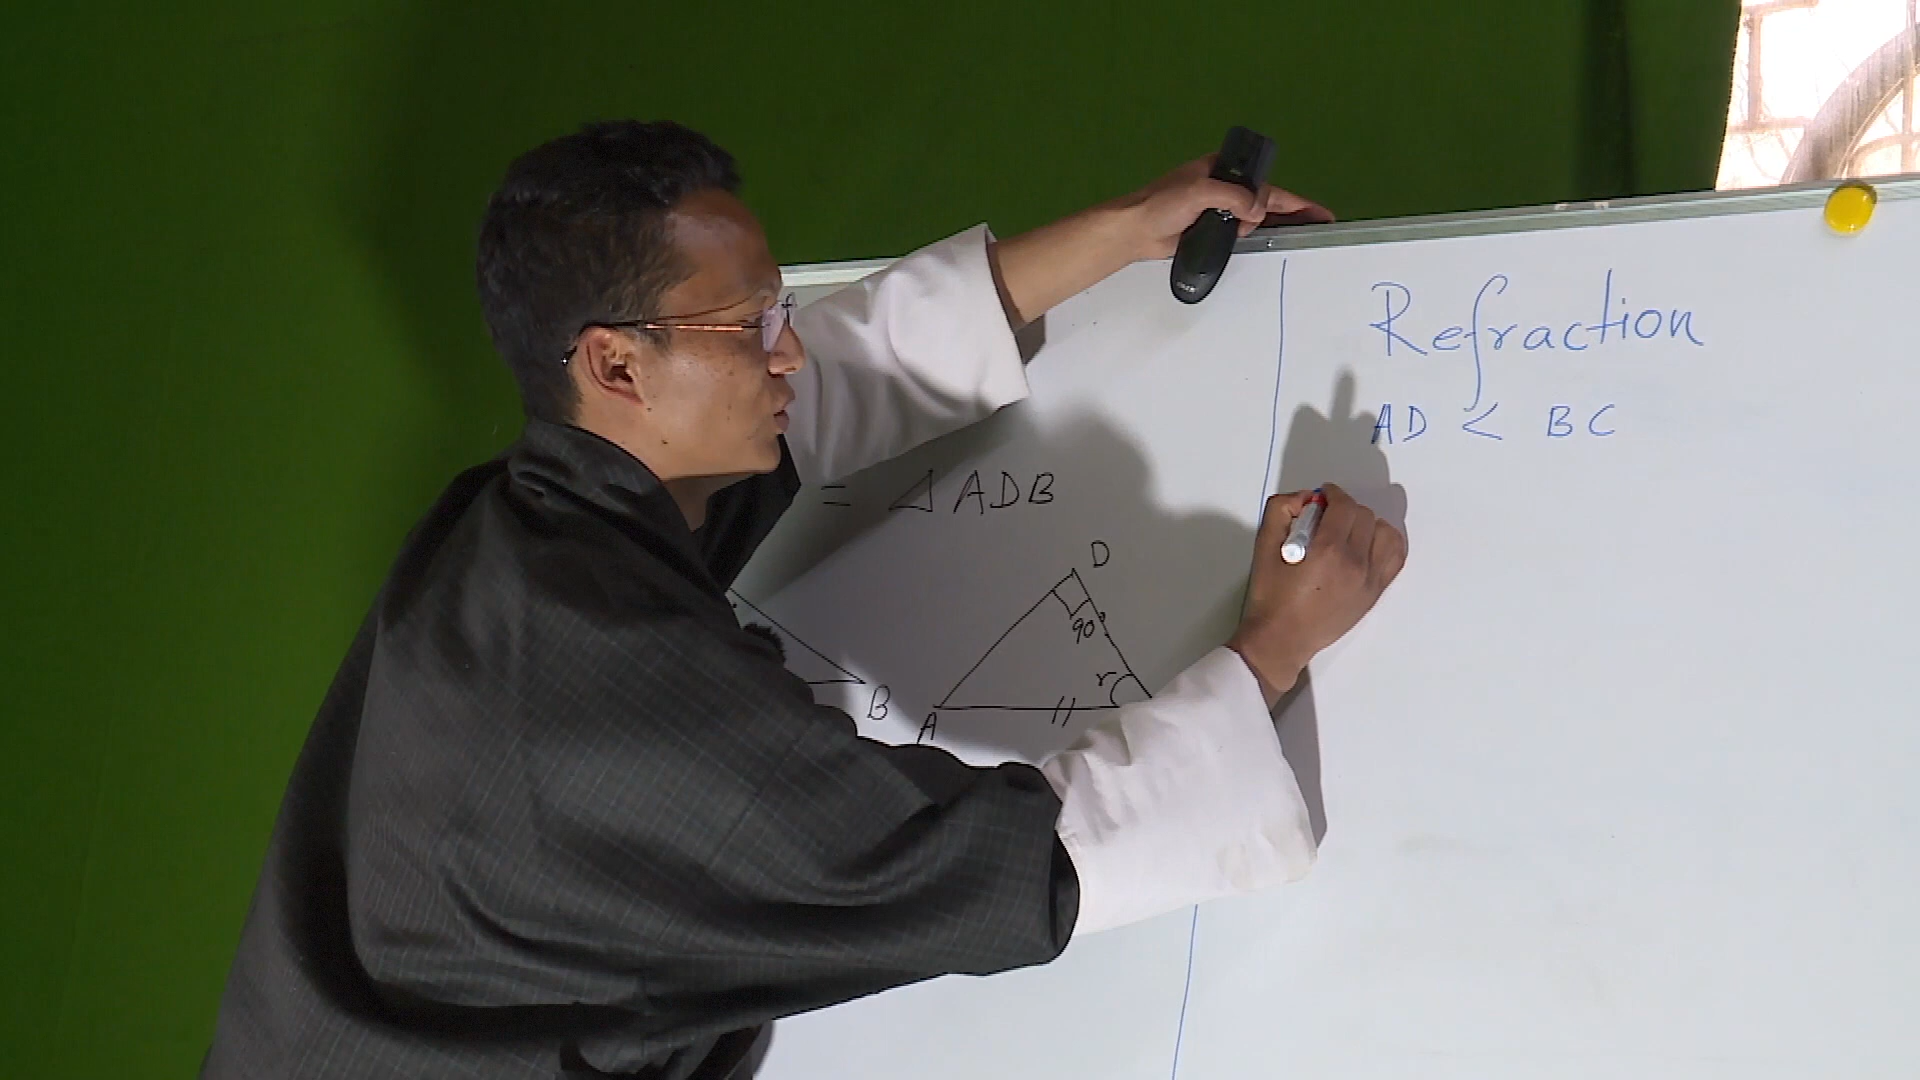 = △ADB
D
90°
r
B
A
Refraction
AD < BC